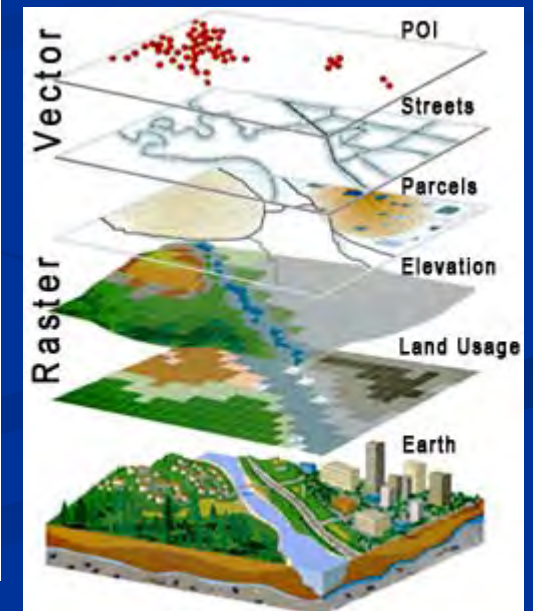 Vector
POI
Streets
Parcels
Raster
Elevation
Land Usage
Earth